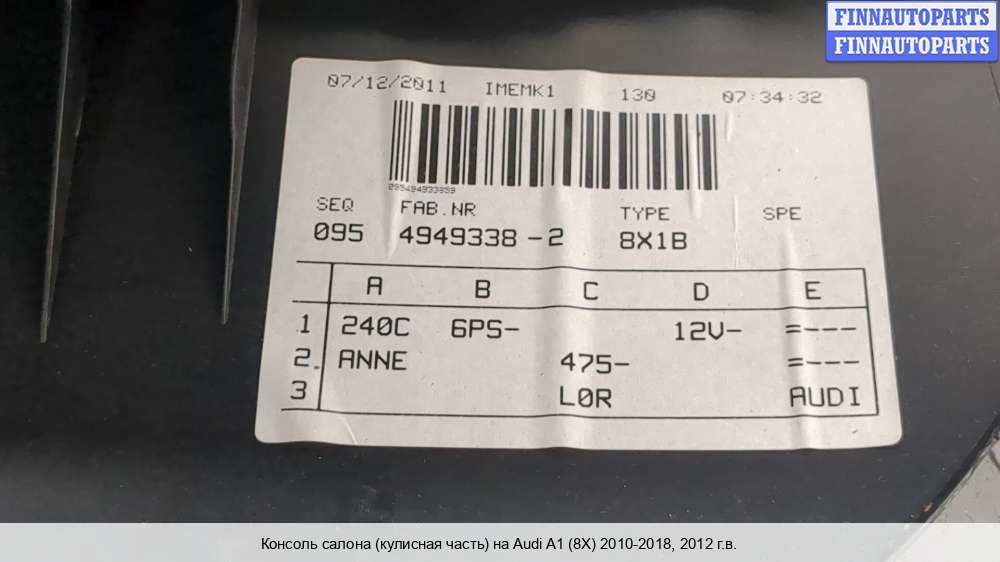 FINNAUTOPARTS
FINNAUTOPARTS
07/12/2011 IMEMK1 130 07:34:32
SEQ FAB.NR TYPE SPE
095 4949338-2 8X1B
A B C D E
1 240C 6PS- 12V- =---
2. ANNE 475- =---
3 L0R AUDI
Консоль салона (кулисная часть) на Audi A1 (8X) 2010-2018, 2012 г.в.